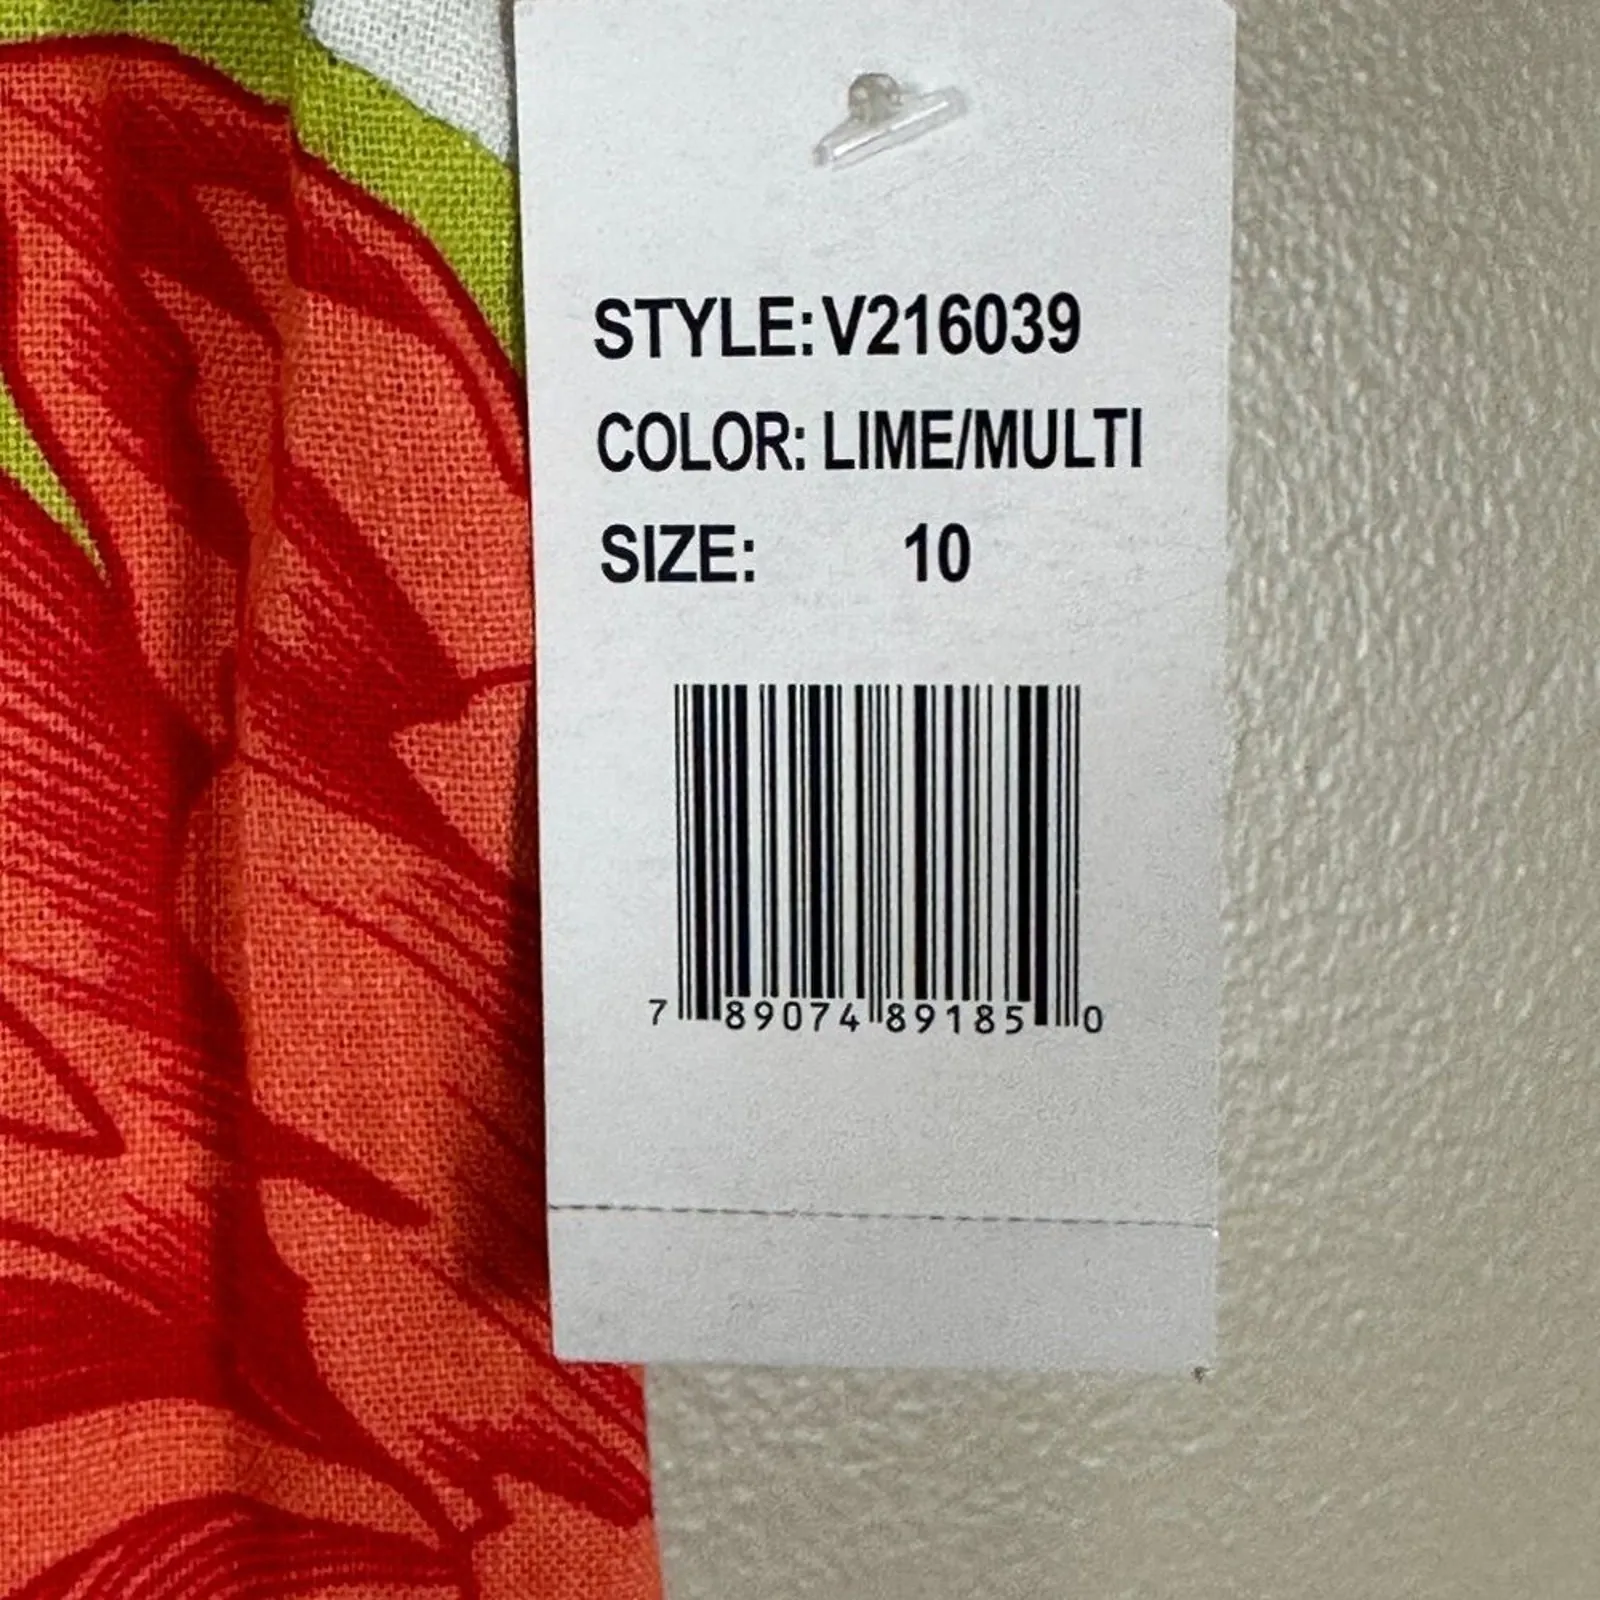 STYLE: V216039
COLOR: LIME/MULTI
SIZE: 10
7 89074 89185 0